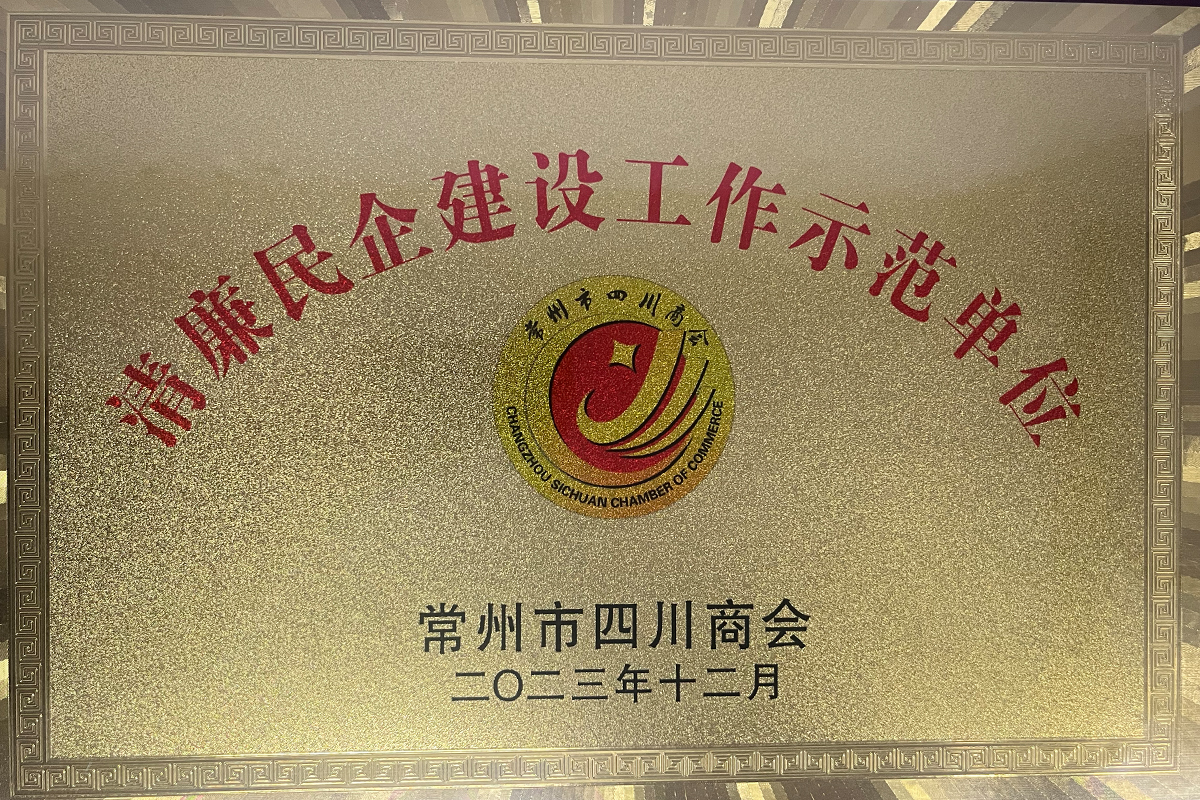 清廉民企建设工作示范单位
常州市四川商会
CHANGZHOU SICHUAN CHAMBER OF COMMERCE
常州市四川商会
二〇二三年十二月